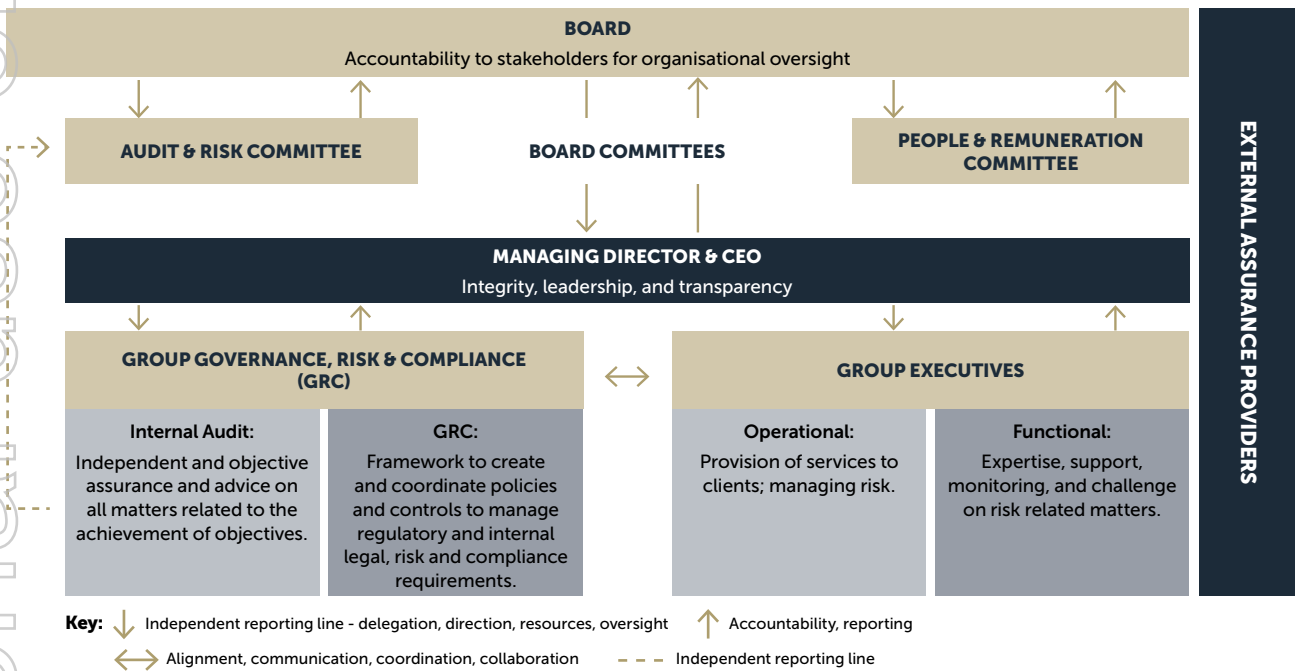 BOARD
Accountability to stakeholders for organisational oversight
AUDIT & RISK COMMITTEE
BOARD COMMITTEES
PEOPLE & REMUNERATION
COMMITTEE
MANAGING DIRECTOR & CEO
Integrity, leadership, and transparency
GROUP GOVERNANCE, RISK & COMPLIANCE
(GRC)
GROUP EXECUTIVES
Internal Audit:
Independent and objective
assurance and advice on
all matters related to the
achievement of objectives.
GRC:
Framework to create
and coordinate policies
and controls to manage
regulatory and internal
legal, risk and compliance
requirements.
Operational:
Provision of services to
clients; managing risk.
Functional:
Expertise, support,
monitoring, and challenge
on risk related matters.
EXTERNAL ASSURANCE PROVIDERS
Key: Independent reporting line - delegation, direction, resources, oversight Accountability, reporting
Alignment, communication, coordination, collaboration Independent reporting line